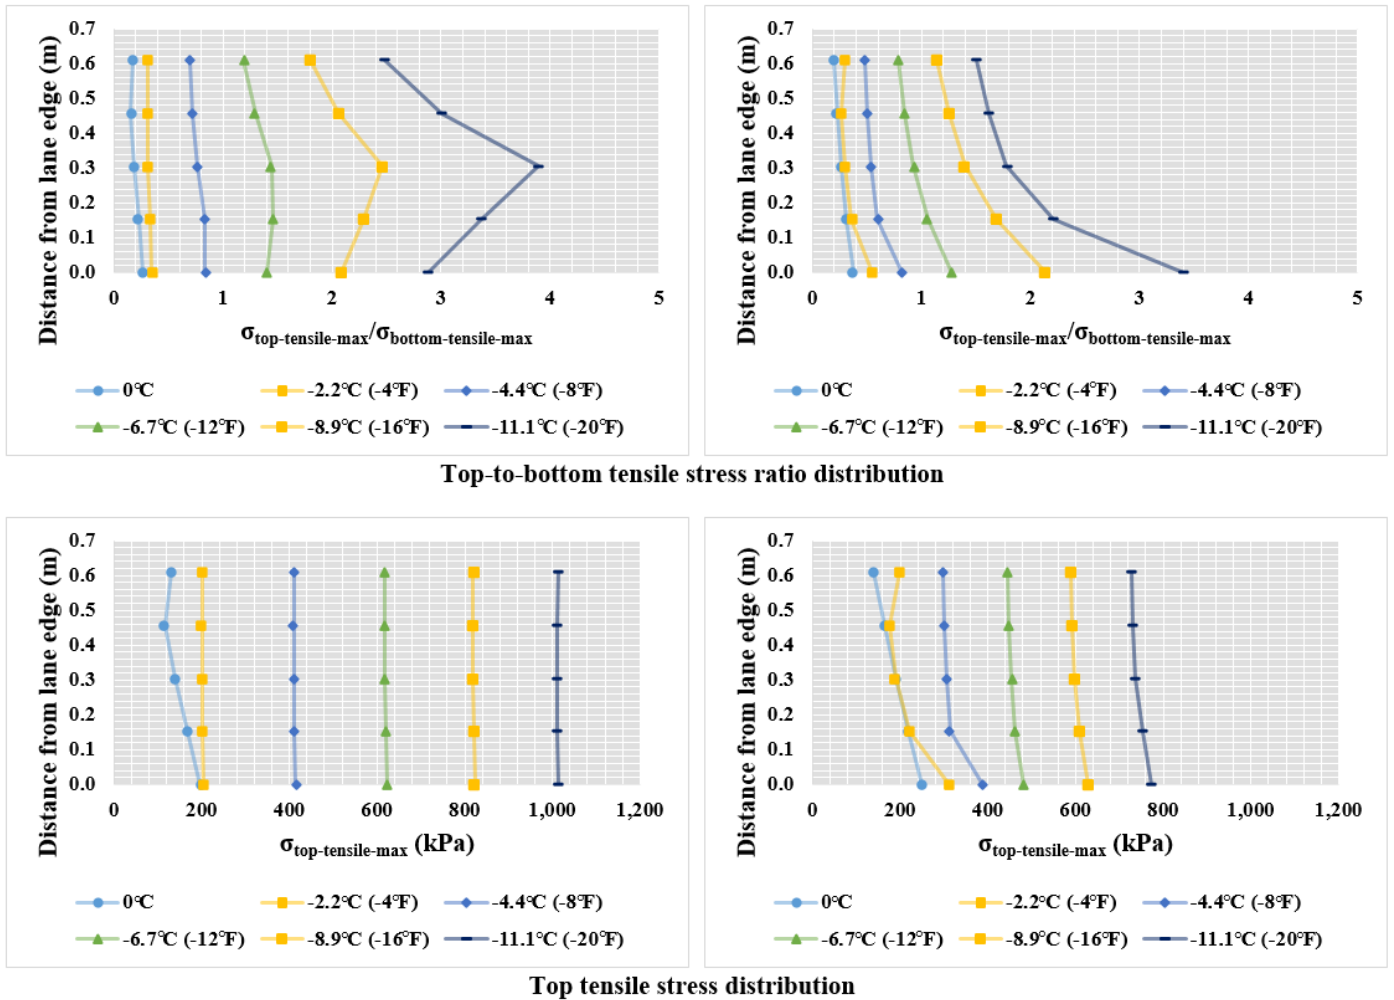 Distance from lane edge (m)
0.7
0.6
0.5
0.4
0.3
0.2
0.1
0.0
0 1 2 3 4 5
σtop-tensile-max/σbottom-tensile-max
0℃ -2.2℃ (-4℉) -4.4℃ (-8℉)
-6.7℃ (-12℉) -8.9℃ (-16℉) -11.1℃ (-20℉)
Distance from lane edge (m)
0.7
0.6
0.5
0.4
0.3
0.2
0.1
0.0
0 1 2 3 4 5
σtop-tensile-max/σbottom-tensile-max
0℃ -2.2℃ (-4℉) -4.4℃ (-8℉)
-6.7℃ (-12℉) -8.9℃ (-16℉) -11.1℃ (-20℉)
Top-to-bottom tensile stress ratio distribution
Distance from lane edge (m)
0.7
0.6
0.5
0.4
0.3
0.2
0.1
0.0
0 200 400 600 800 1,000 1,200
σtop-tensile-max (kPa)
0℃ -2.2℃ (-4℉) -4.4℃ (-8℉)
-6.7℃ (-12℉) -8.9℃ (-16℉) -11.1℃ (-20℉)
Distance from lane edge (m)
0.7
0.6
0.5
0.4
0.3
0.2
0.1
0.0
0 200 400 600 800 1,000 1,200
σtop-tensile-max (kPa)
0℃ -2.2℃ (-4℉) -4.4℃ (-8℉)
-6.7℃ (-12℉) -8.9℃ (-16℉) -11.1℃ (-20℉)
Top tensile stress distribution